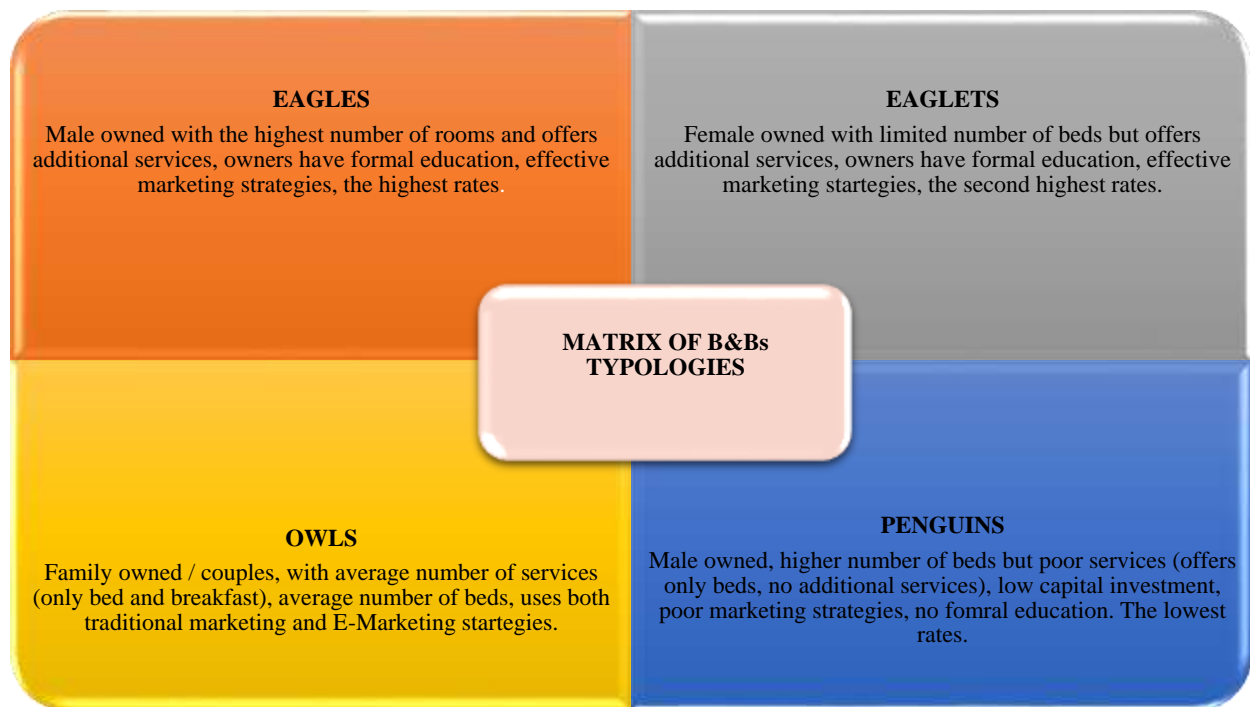 EAGLES
Male owned with the highest number of rooms and offers
additional services, owners have formal education, effective
marketing strategies, the highest rates.
EAGLETS
Female owned with limited number of beds but offers
additional services, owners have formal education, effective
marketing startegies, the second highest rates.
MATRIX OF B&Bs
TYPOLOGIES
OWLS
Family owned / couples, with average number of services
(only bed and breakfast), average number of beds, uses both
traditional marketing and E-Marketing startegies.
PENGUINS
Male owned, higher number of beds but poor services (offers
only beds, no additional services), low capital investment,
poor marketing strategies, no fomral education. The lowest
rates.